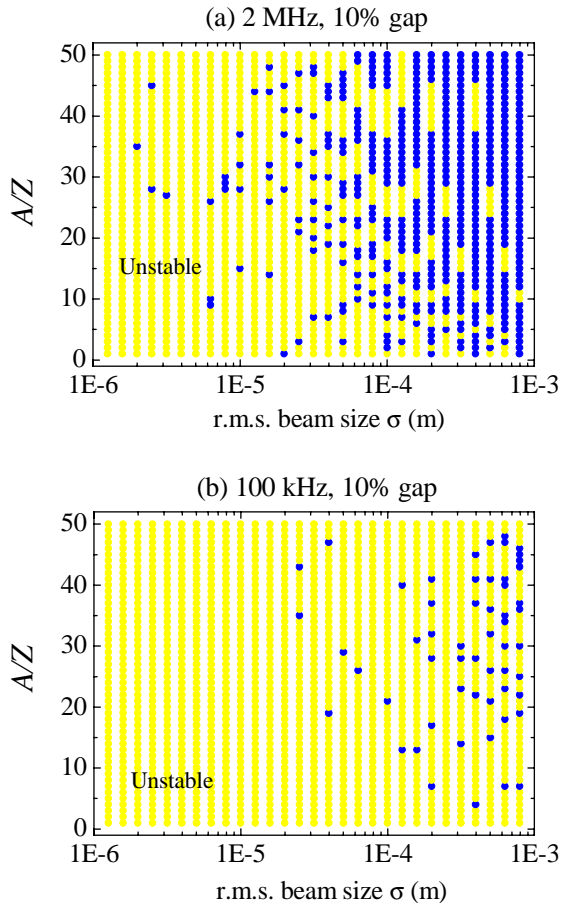 (a) 2 MHz, 10% gap
50
40
30
20
10
0
A/Z
Unstable
1E-6 1E-5 1E-4 1E-3
r.m.s. beam size σ (m)
(b) 100 kHz, 10% gap
50
40
30
20
10
0
A/Z
Unstable
1E-6 1E-5 1E-4 1E-3
r.m.s. beam size σ (m)